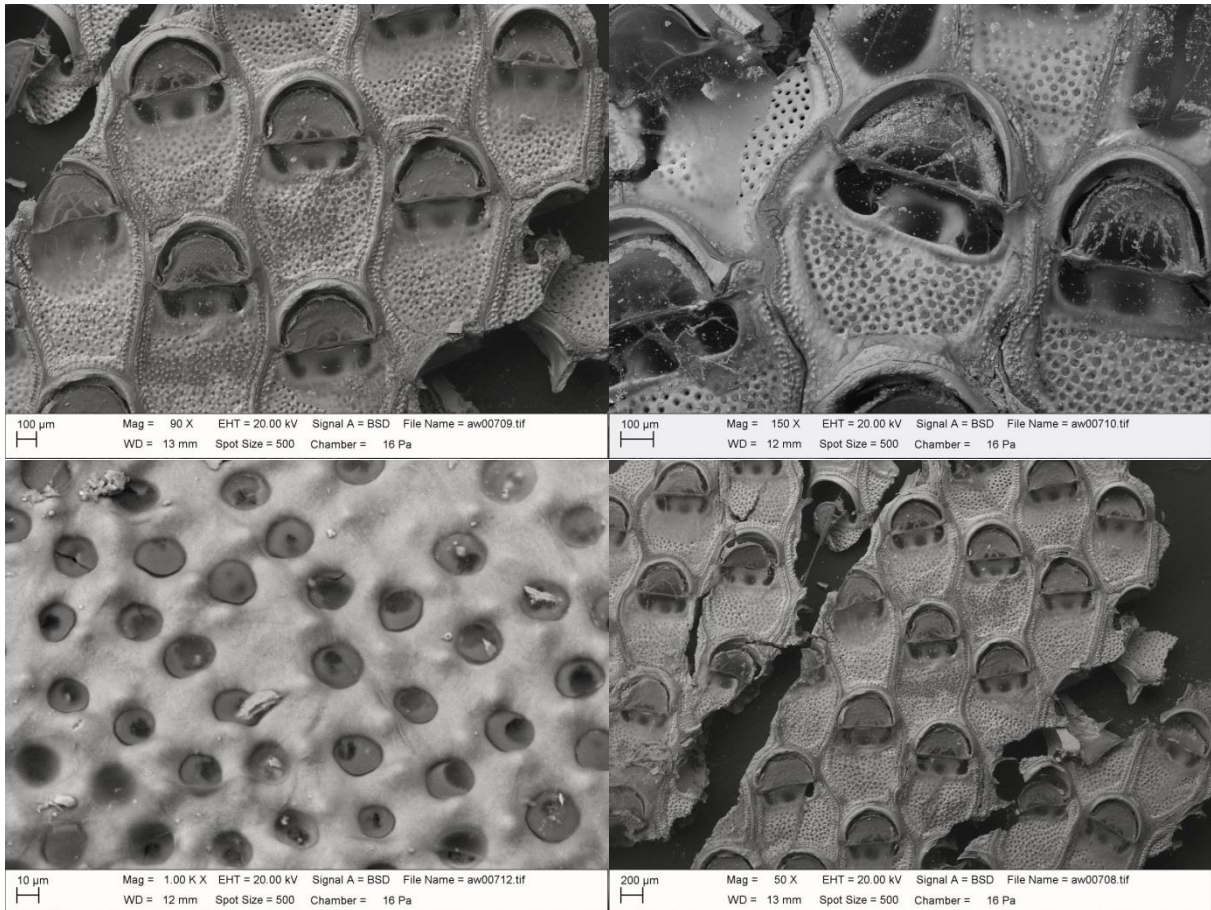 100 µm
Mag = 90 X EHT = 20.00 kV Signal A = BSD File Name = aw00709.tif
WD = 13 mm Spot Size = 500 Chamber: 16 Pa
100 µm
Mag = 150 X EHT = 20.00 kV Signal A = BSD File Name = aw00710.tif
WD = 12 mm Spot Size = 500 Chamber = 16 Pa
10 µm
Mag = 1.00 K X EHT = 20.00 kV Signal A = BSD File Name = aw00712.tif
WD = 12 mm Spot Size = 500 Chamber = 16 Pa
200 µm
Mag = 50 X EHT = 20.00 kV Signal A = BSD File Name = aw00708.tif
WD = 13 mm Spot Size = 500 Chamber = 16 Pa